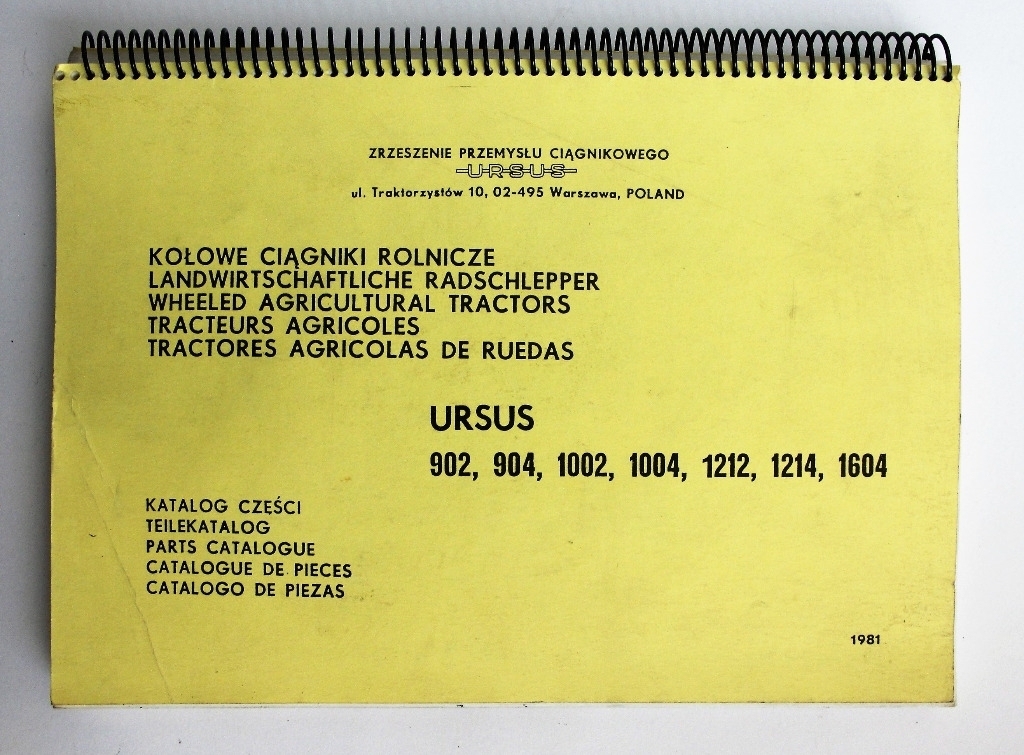 ZRZESZENIE PRZEMYSŁU CIĄGNIKOWEGO
URSUS
ul. Traktorzystów 10, 02-495 Warszawa, POLAND
KOŁOWE CIĄGNIKI ROLNICZE
LANDWIRTSCHAFTLICHE RADSCHLEPPER
WHEELED AGRICULTURAL TRACTORS
TRACTEURS AGRICOLES
TRACTORES AGRICOLAS DE RUEDAS
URSUS
902, 904, 1002, 1004, 1212, 1214, 1604
KATALOG CZĘŚCI
TEILEKATALOG
PARTS CATALOGUE
CATALOGUE DE PIECES
CATALOGO DE PIEZAS
1981